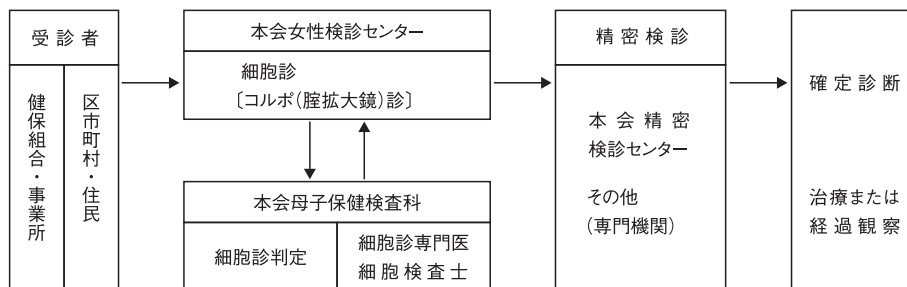 受診者
健保組合・事業所
区市町村・住民
本会女性検診センター
細胞診
〔コルポ（腟拡大鏡）診〕
本会母子保健検査科
細胞診判定
細胞診専門医
細胞検査士
精密検診
本会精密
検診センター
その他
（専門機関）
確定診断
治療または
経過観察